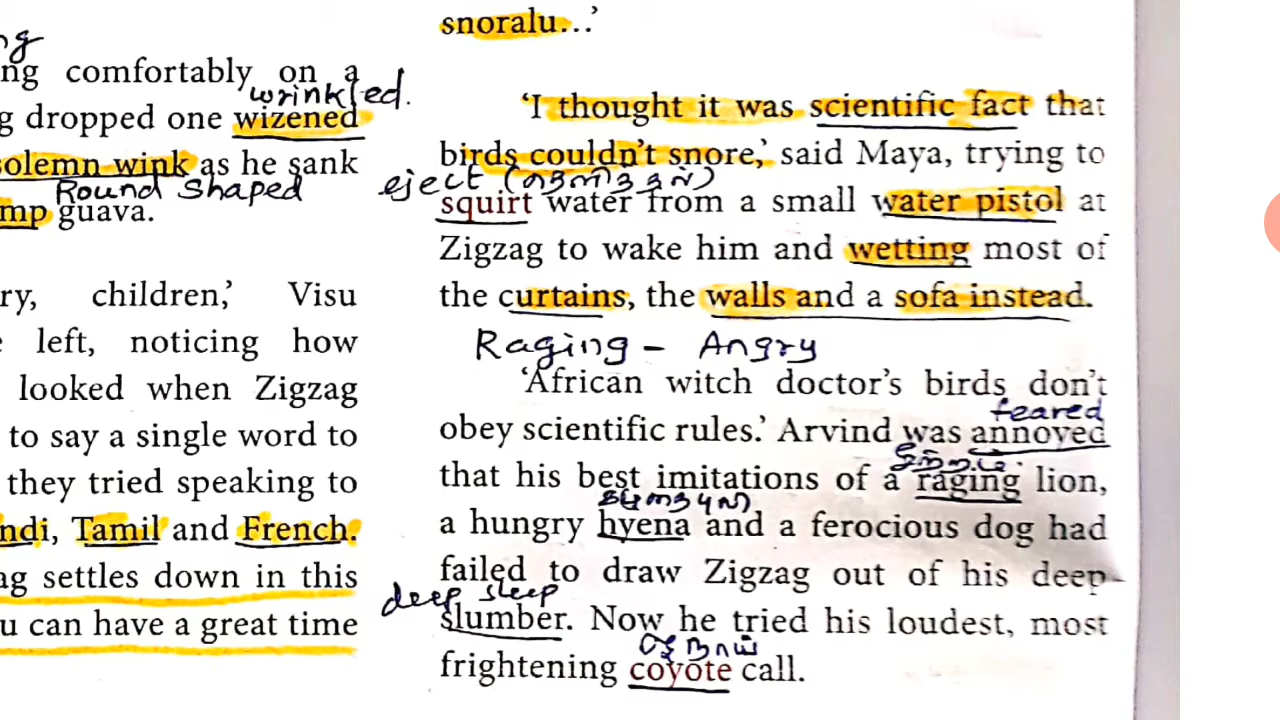 ng
ng comfortably on a
wrinkled.
g dropped one wizened
solemn wink as he sank
Round shaped
mp guava.
ry, children,' Visu
e left, noticing how
looked when Zigzag
to say a single word to
they tried speaking to
ndi, Tamil and French.
ag settles down in this
u can have a great time
snoralu...'
'I thought it was scientific fact that
birds couldn't snore,' said Maya, trying to
eject (தெளித்தல்)
squirt water from a small water pistol at
Zigzag to wake him and wetting most of
the curtains, the walls and a sofa instead.
Raging - Angry
'African witch doctor's birds don't
feared
obey scientific rules.' Arvind was annoyed
that his best imitations of a raging lion,
a hungry hyena and a ferocious dog had
failed to draw Zigzag out of his deep
deep sleep
slumber. Now he tried his loudest, most
frightening coyote call.